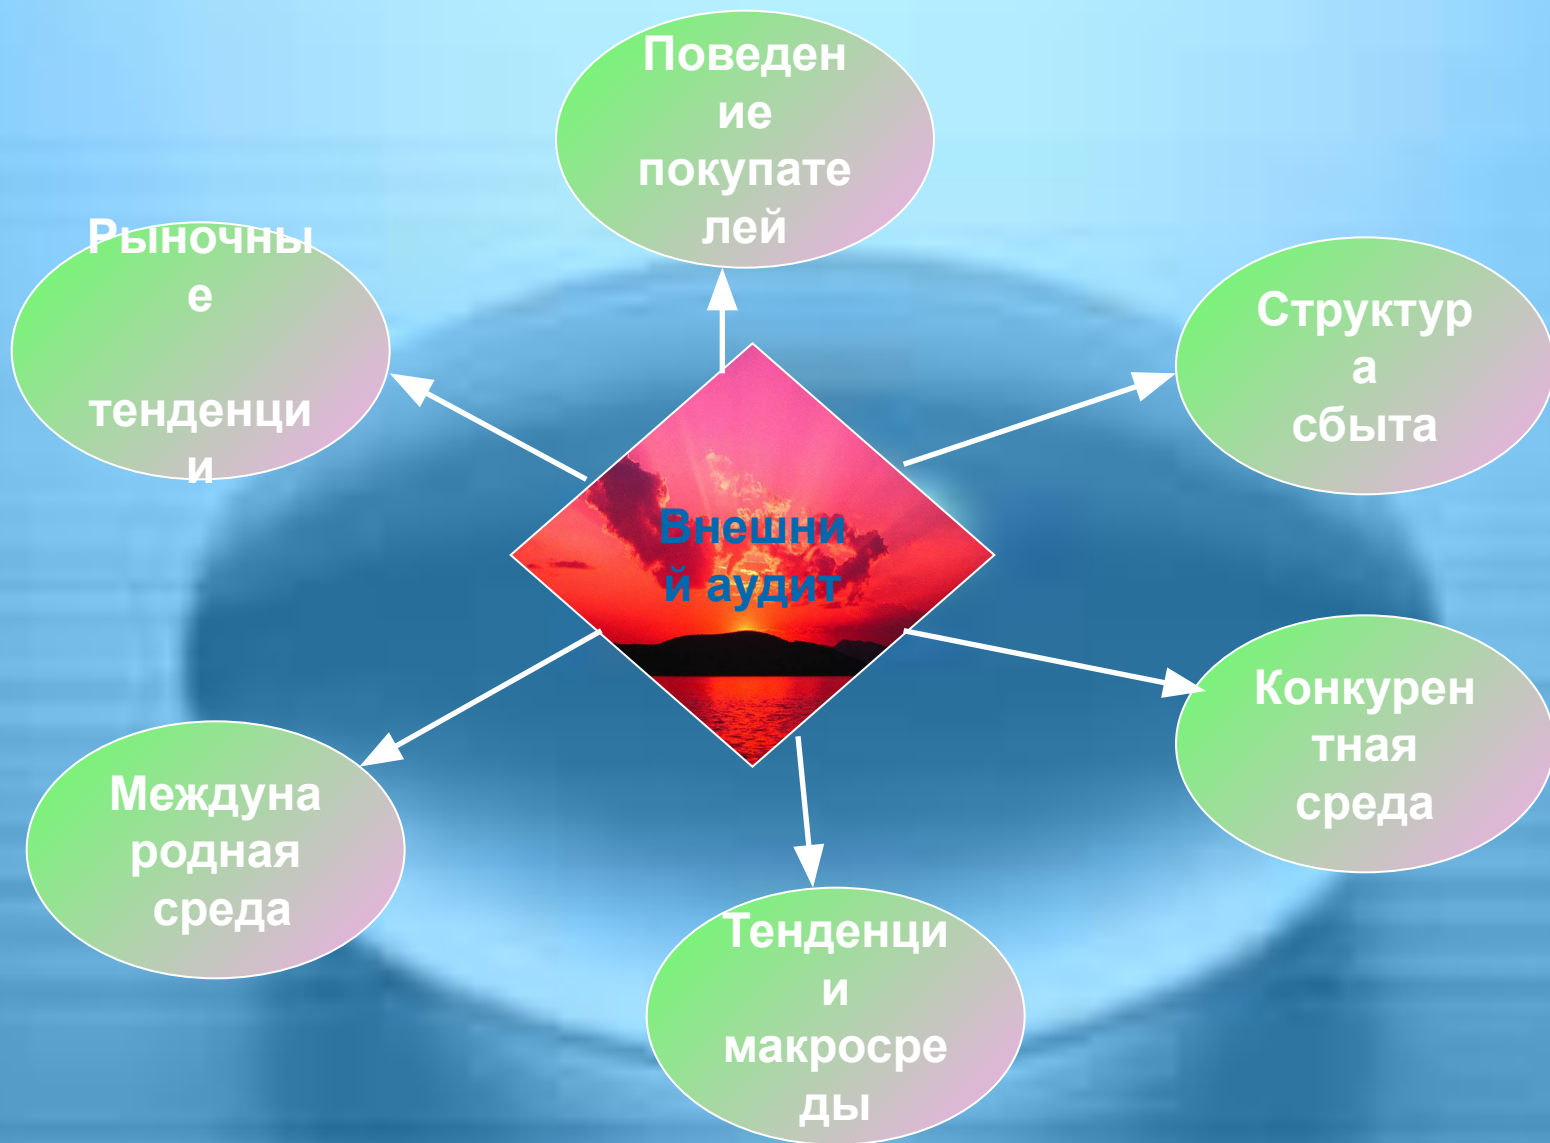 Поведен
ие
покупате
лей
Рыночны
е
тенденци
и
Структур
а
сбыта
Внешни
й аудит
Конкурен
тная
среда
Междуна
родная
среда
Тенденци
и
макросре
ды